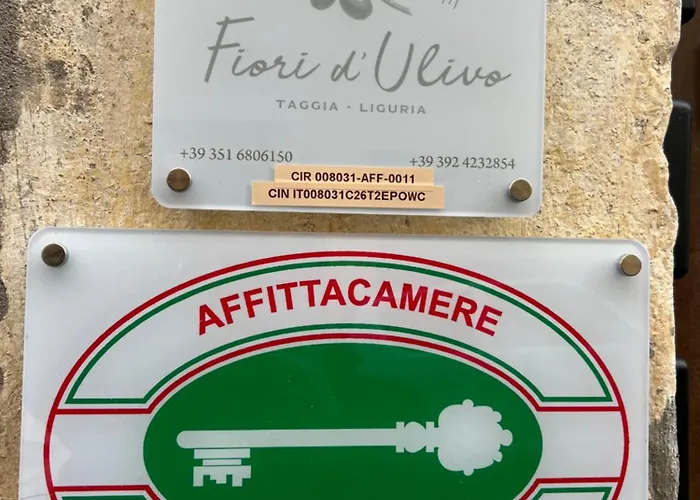 Fiori d'Ulivo
TAGGIA - LIGURIA
+39 351 6806150
+39 392 4232854
CIR 008031-AFF-0011
CIN IT008031C26T2EPOWC
AFFITTACAMERE